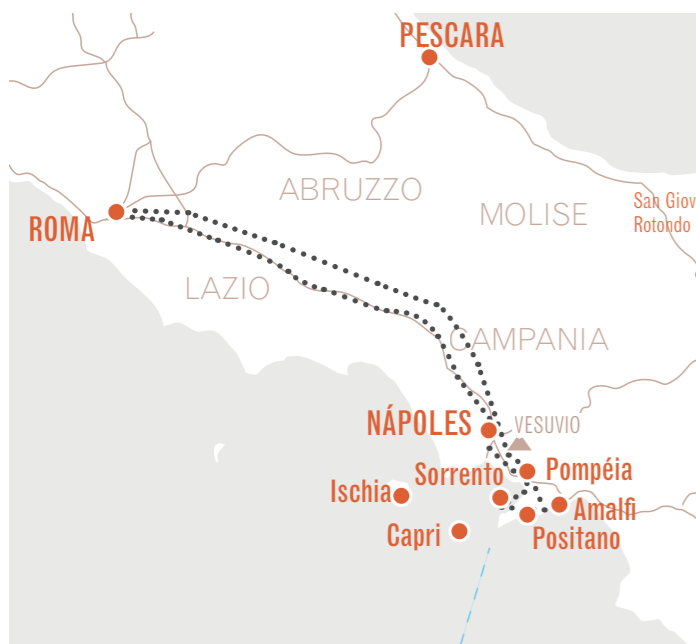 PESCARA
ABRUZZO
MOLISE
San Giov
Rotondo
ROMA
LAZIO
CAMPANIA
NÁPOLES
VESUVIO
Sorrento
Pompéia
Ischia
Amalfi
Capri
Positano